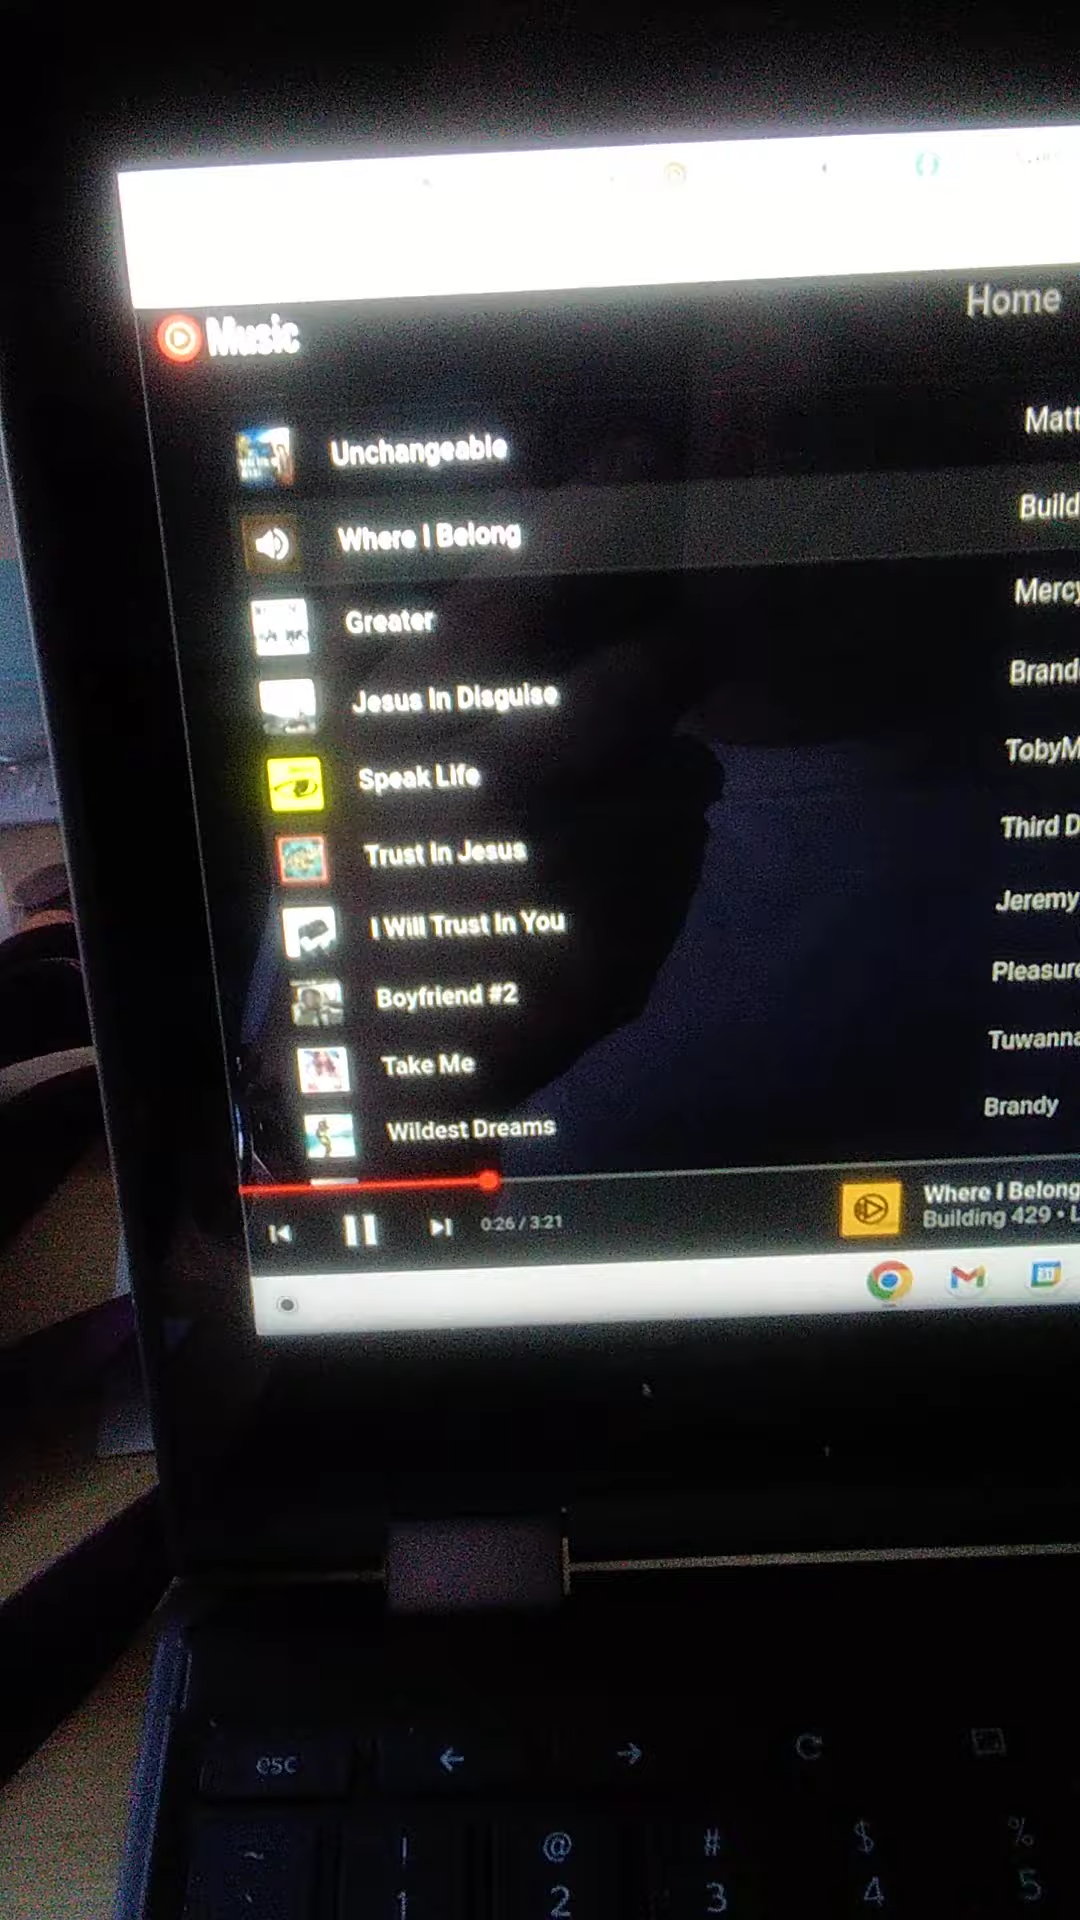 Home
Music
Unchangeable Matt
Where I Belong Build
Greater Mercy
Jesus In Disguise Brand
Speak Life TobyM
Trust In Jesus Third D
I Will Trust In You Jeremy
Boyfriend #2 Pleasure
Take Me Tuwanna
Wildest Dreams Brandy
0:26 / 3:21
Where I Belong
Building 429 • L
31
esc ← →
~ ! @ # $ %
` 1 2 3 4 5